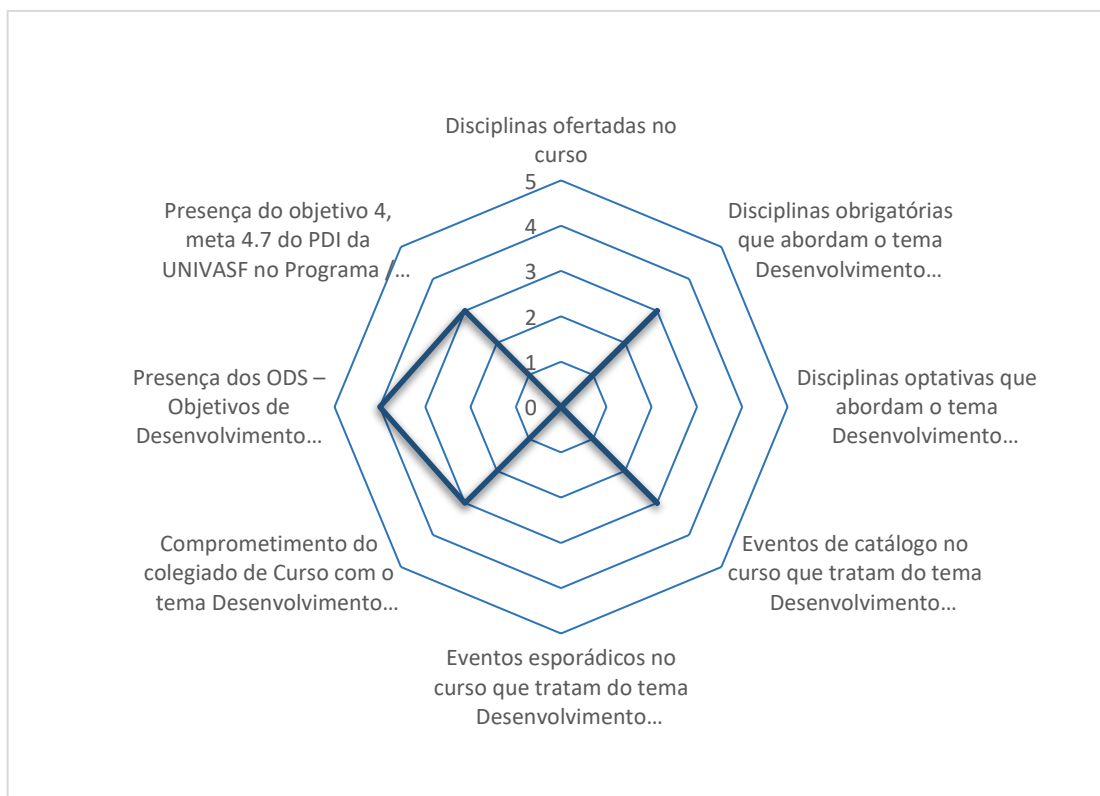 Disciplinas ofertadas no
curso
5
4
3
2
1
0
Disciplinas obrigatórias
que abordam o tema
Desenvolvimento...
Disciplinas optativas que
abordam o tema
Desenvolvimento...
Eventos de catálogo no
curso que tratam do tema
Desenvolvimento...
Eventos esporádicos no
curso que tratam do tema
Desenvolvimento...
Comprometimento do
colegiado de Curso com o
tema Desenvolvimento...
Presença dos ODS –
Objetivos de
Desenvolvimento...
Presença do objetivo 4,
meta 4.7 do PDI da
UNIVASF no Programa /...